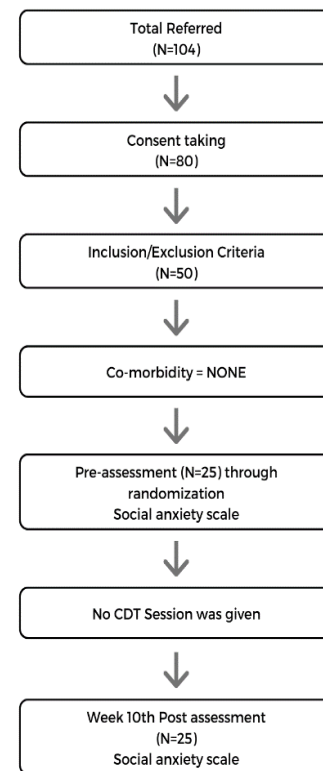 Total Referred
(N=104)
Consent taking
(N=80)
Inclusion/Exclusion Criteria
(N=50)
Co-morbidity = NONE
Pre-assessment (N=25) through
randomization
Social anxiety scale
No CDT Session was given
Week 10th Post assessment
(N=25)
Social anxiety scale